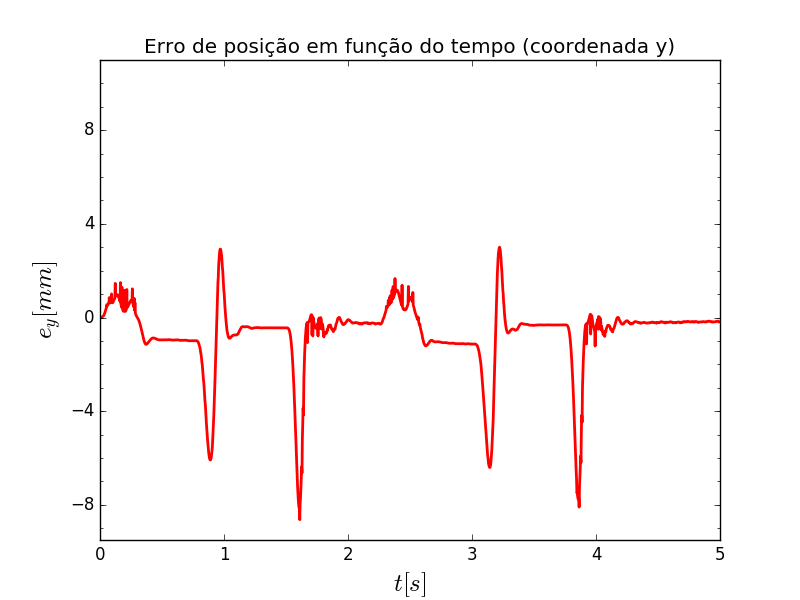 Erro de posição em função do tempo (coordenada y)
8
4
0
−4
−8
e_y[mm]
0 1 2 3 4 5
t[s]